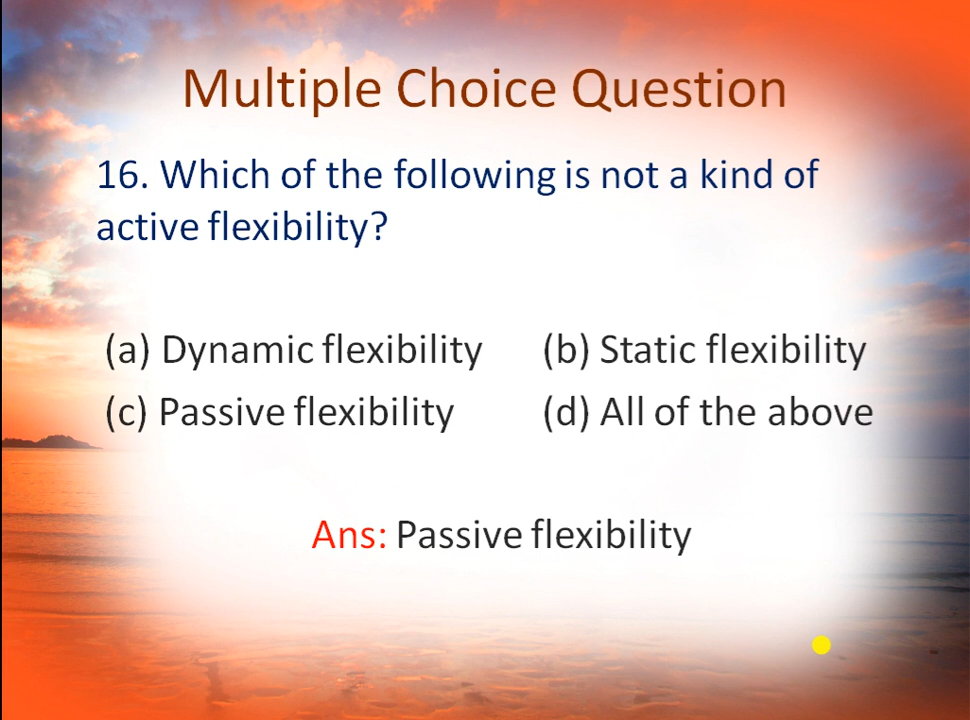 Multiple Choice Question
16. Which of the following is not a kind of
active flexibility?
(a) Dynamic flexibility (b) Static flexibility
(c) Passive flexibility (d) All of the above
Ans: Passive flexibility